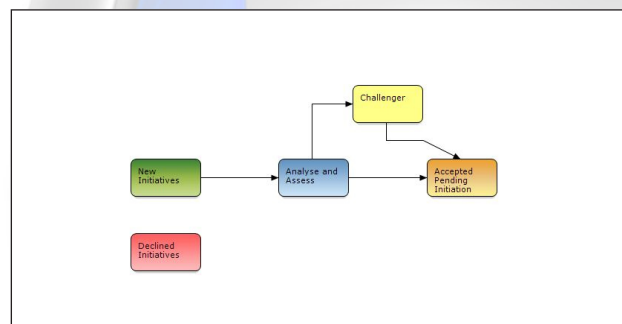 Challenger
New
Initiatives
Analyse and
Assess
Accepted
Pending
Initiation
Declined
Initiatives